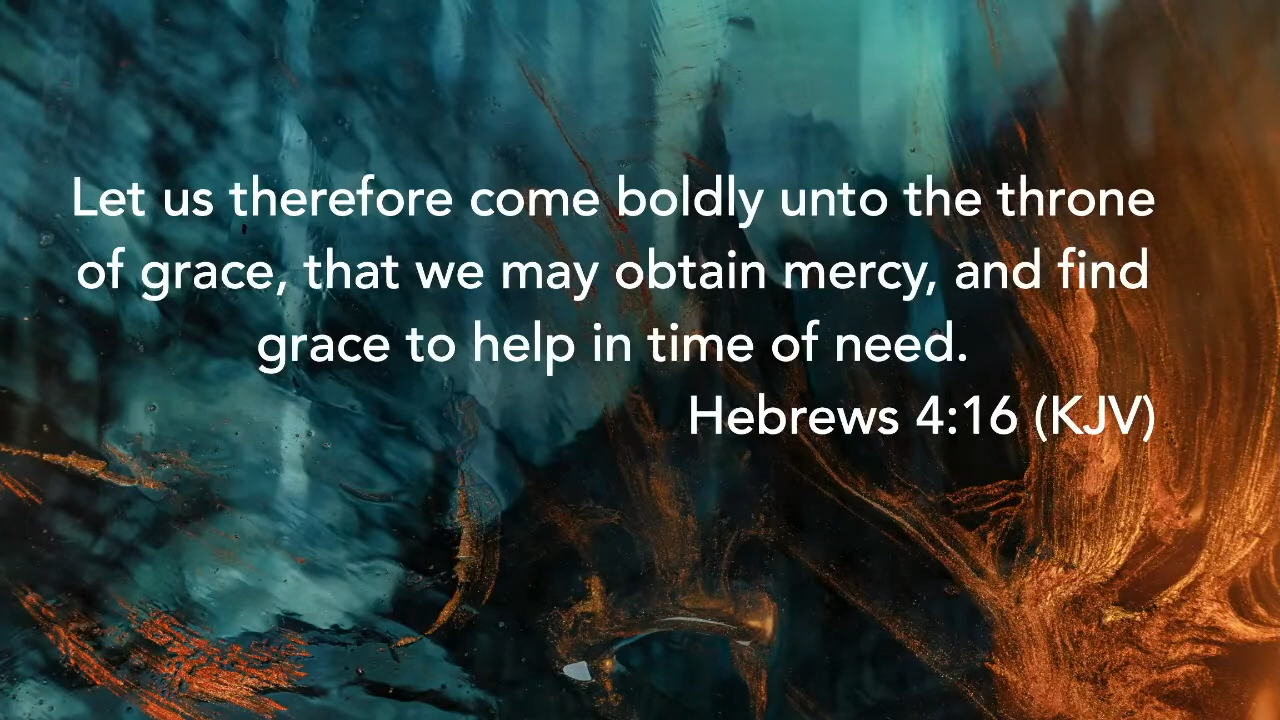 Let us therefore come boldly unto the throne
of grace, that we may obtain mercy, and find
grace to help in time of need.
Hebrews 4:16 (KJV)